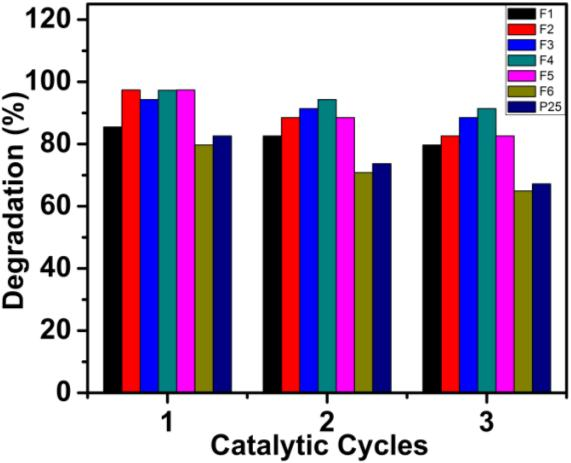 120
100
80
60
40
20
0
Degradation (%)
F1
F2
F3
F4
F5
F6
P25
1 2 3
Catalytic Cycles